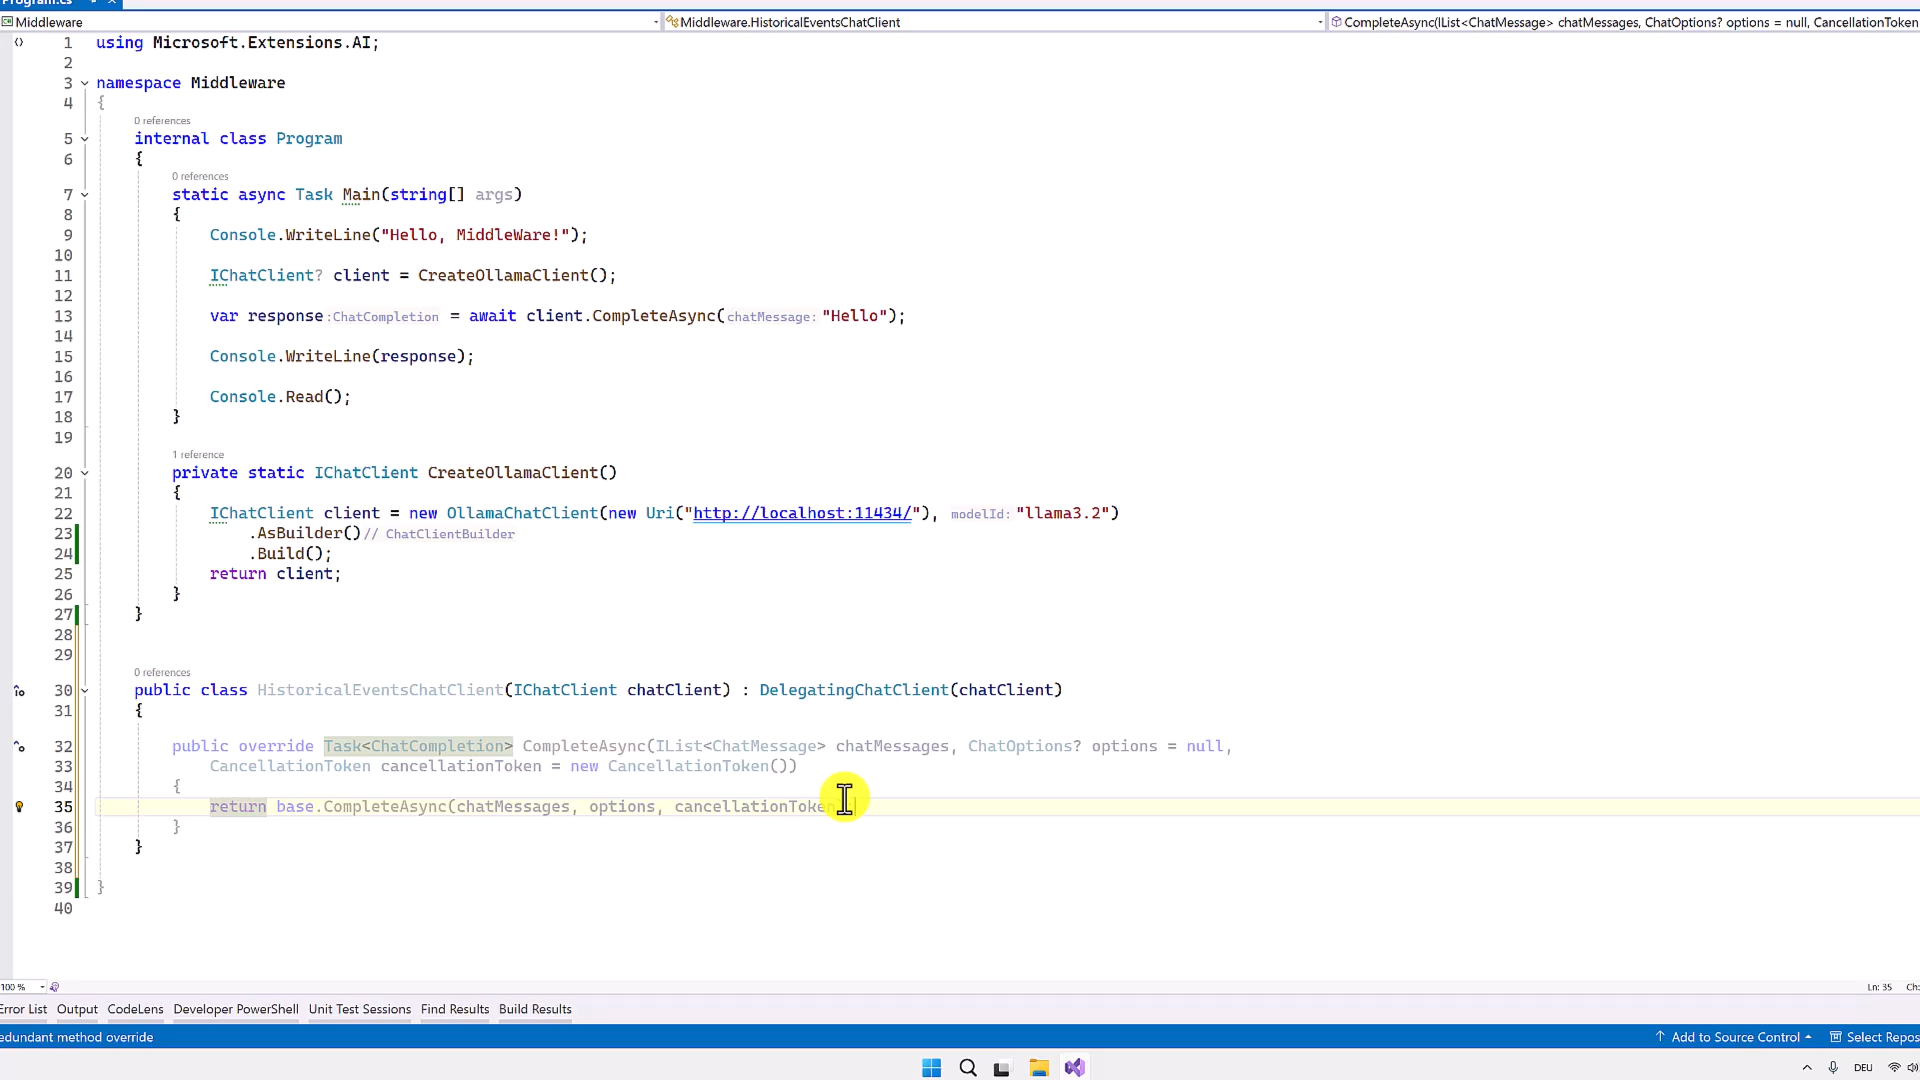 Program.cs
Middleware
Middleware.HistoricalEventsChatClient
CompleteAsync(IList<ChatMessage> chatMessages, ChatOptions? options = null, CancellationToken
1 using Microsoft.Extensions.AI;
2
3 namespace Middleware
4 {
0 references
5 internal class Program
6 {
0 references
7 static async Task Main(string[] args)
8 {
9 Console.WriteLine("Hello, MiddleWare!");
10
11 IChatClient? client = CreateOllamaClient();
12
13 var response:ChatCompletion = await client.CompleteAsync(chatMessage: "Hello");
14
15 Console.WriteLine(response);
16
17 Console.Read();
18 }
19
1 reference
20 private static IChatClient CreateOllamaClient()
21 {
22 IChatClient client = new OllamaChatClient(new Uri("http://localhost:11434/"), modelId: "llama3.2")
23 .AsBuilder()// ChatClientBuilder
24 .Build();
25 return client;
26 }
27 }
28
29
0 references
30 public class HistoricalEventsChatClient(IChatClient chatClient) : DelegatingChatClient(chatClient)
31 {
32 public override Task<ChatCompletion> CompleteAsync(IList<ChatMessage> chatMessages, ChatOptions? options = null,
33 CancellationToken cancellationToken = new CancellationToken())
34 {
35 return base.CompleteAsync(chatMessages, options, cancellationToken
36 }
37 }
38
39 }
40
100 %
Ln: 35 Ch:
Error List Output CodeLens Developer PowerShell Unit Test Sessions Find Results Build Results
edundant method override
Add to Source Control
Select Repos
DEU